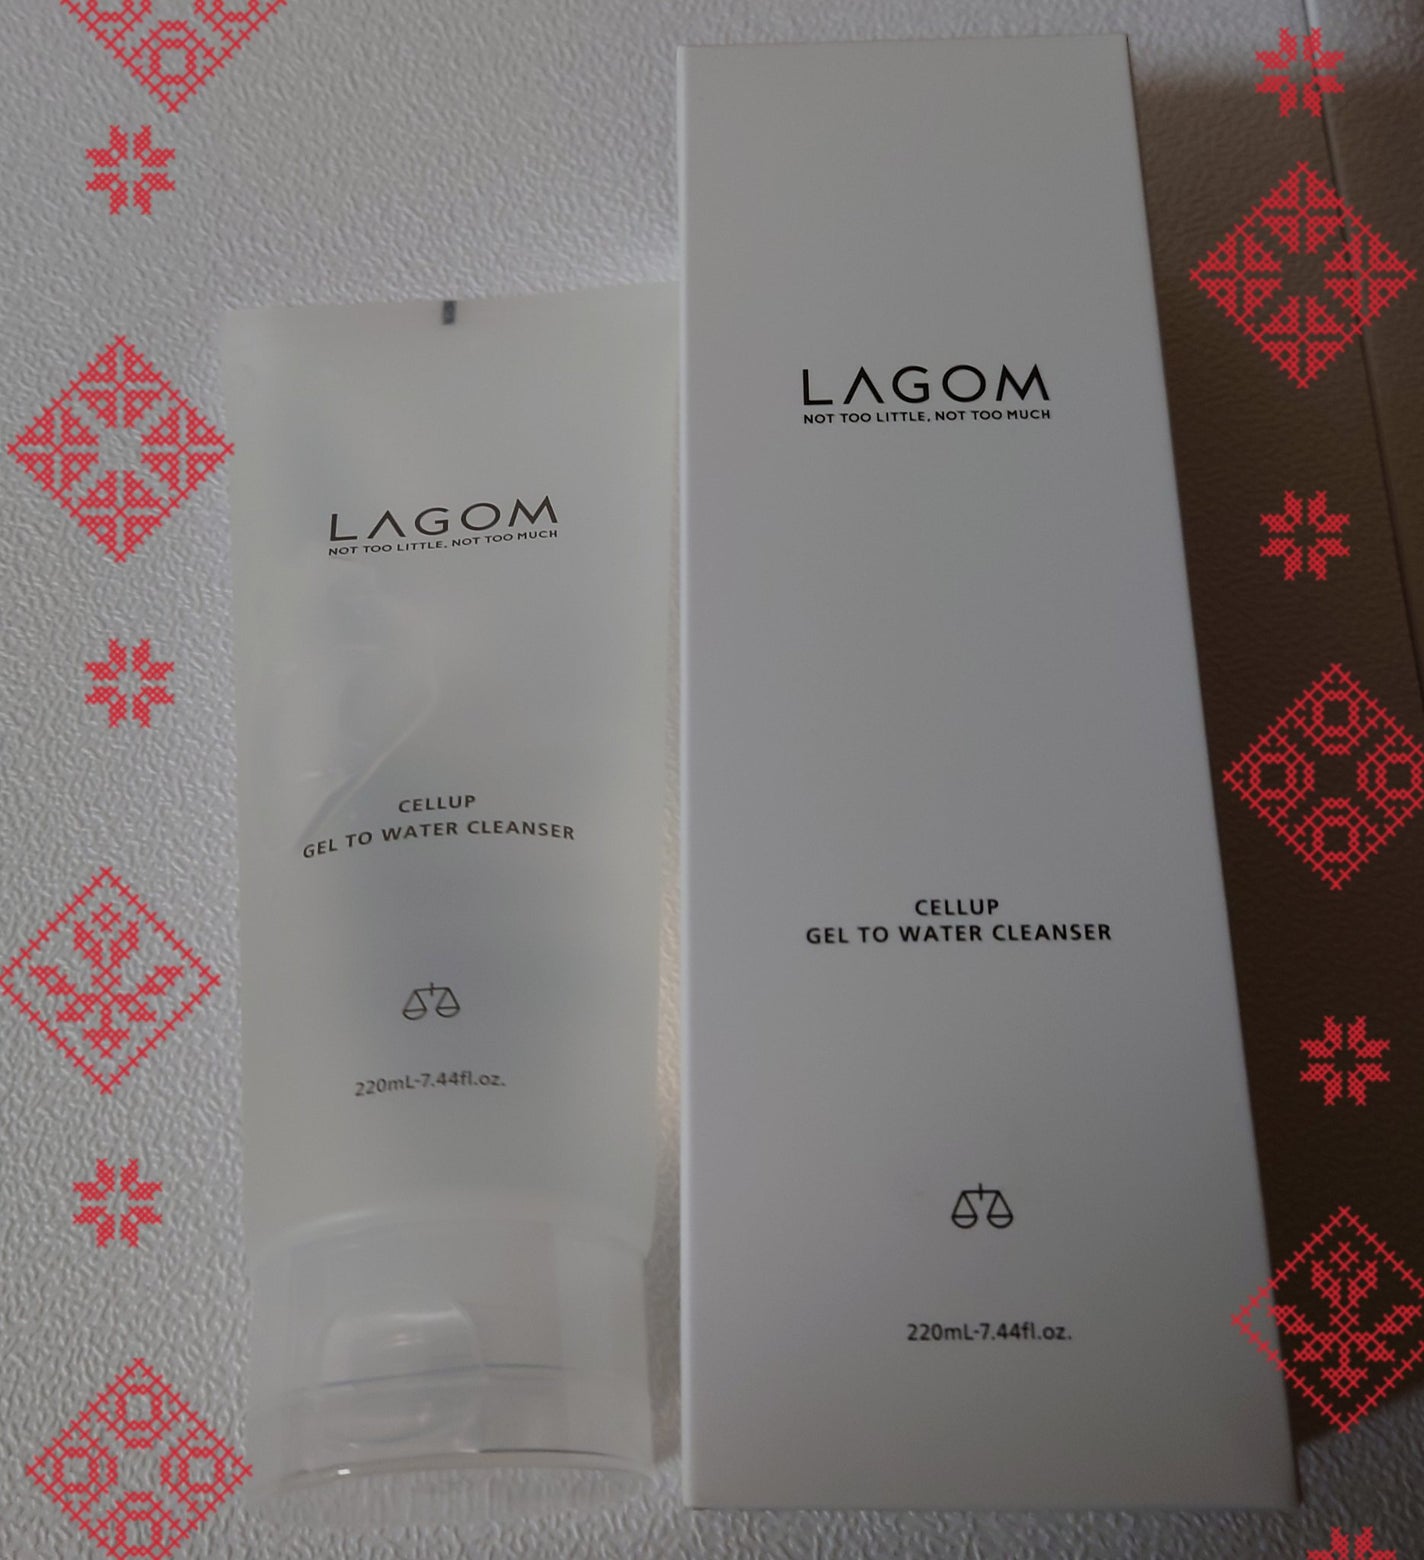 LAGOM
NOT TOO LITTLE, NOT TOO MUCH
CELLUP
GEL TO WATER CLEANSER
220mL-7.44fl.oz.
LAGOM
NOT TOO LITTLE, NOT TOO MUCH
CELLUP
GEL TO WATER CLEANSER
220mL-7.44fl.oz.